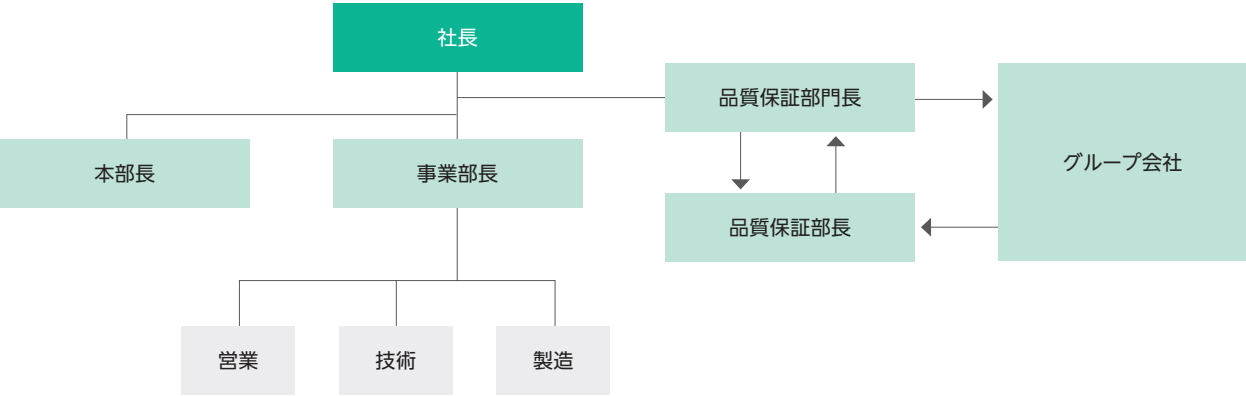 社長
品質保証部門長
グループ会社
本部長
事業部長
品質保証部長
営業
技術
製造